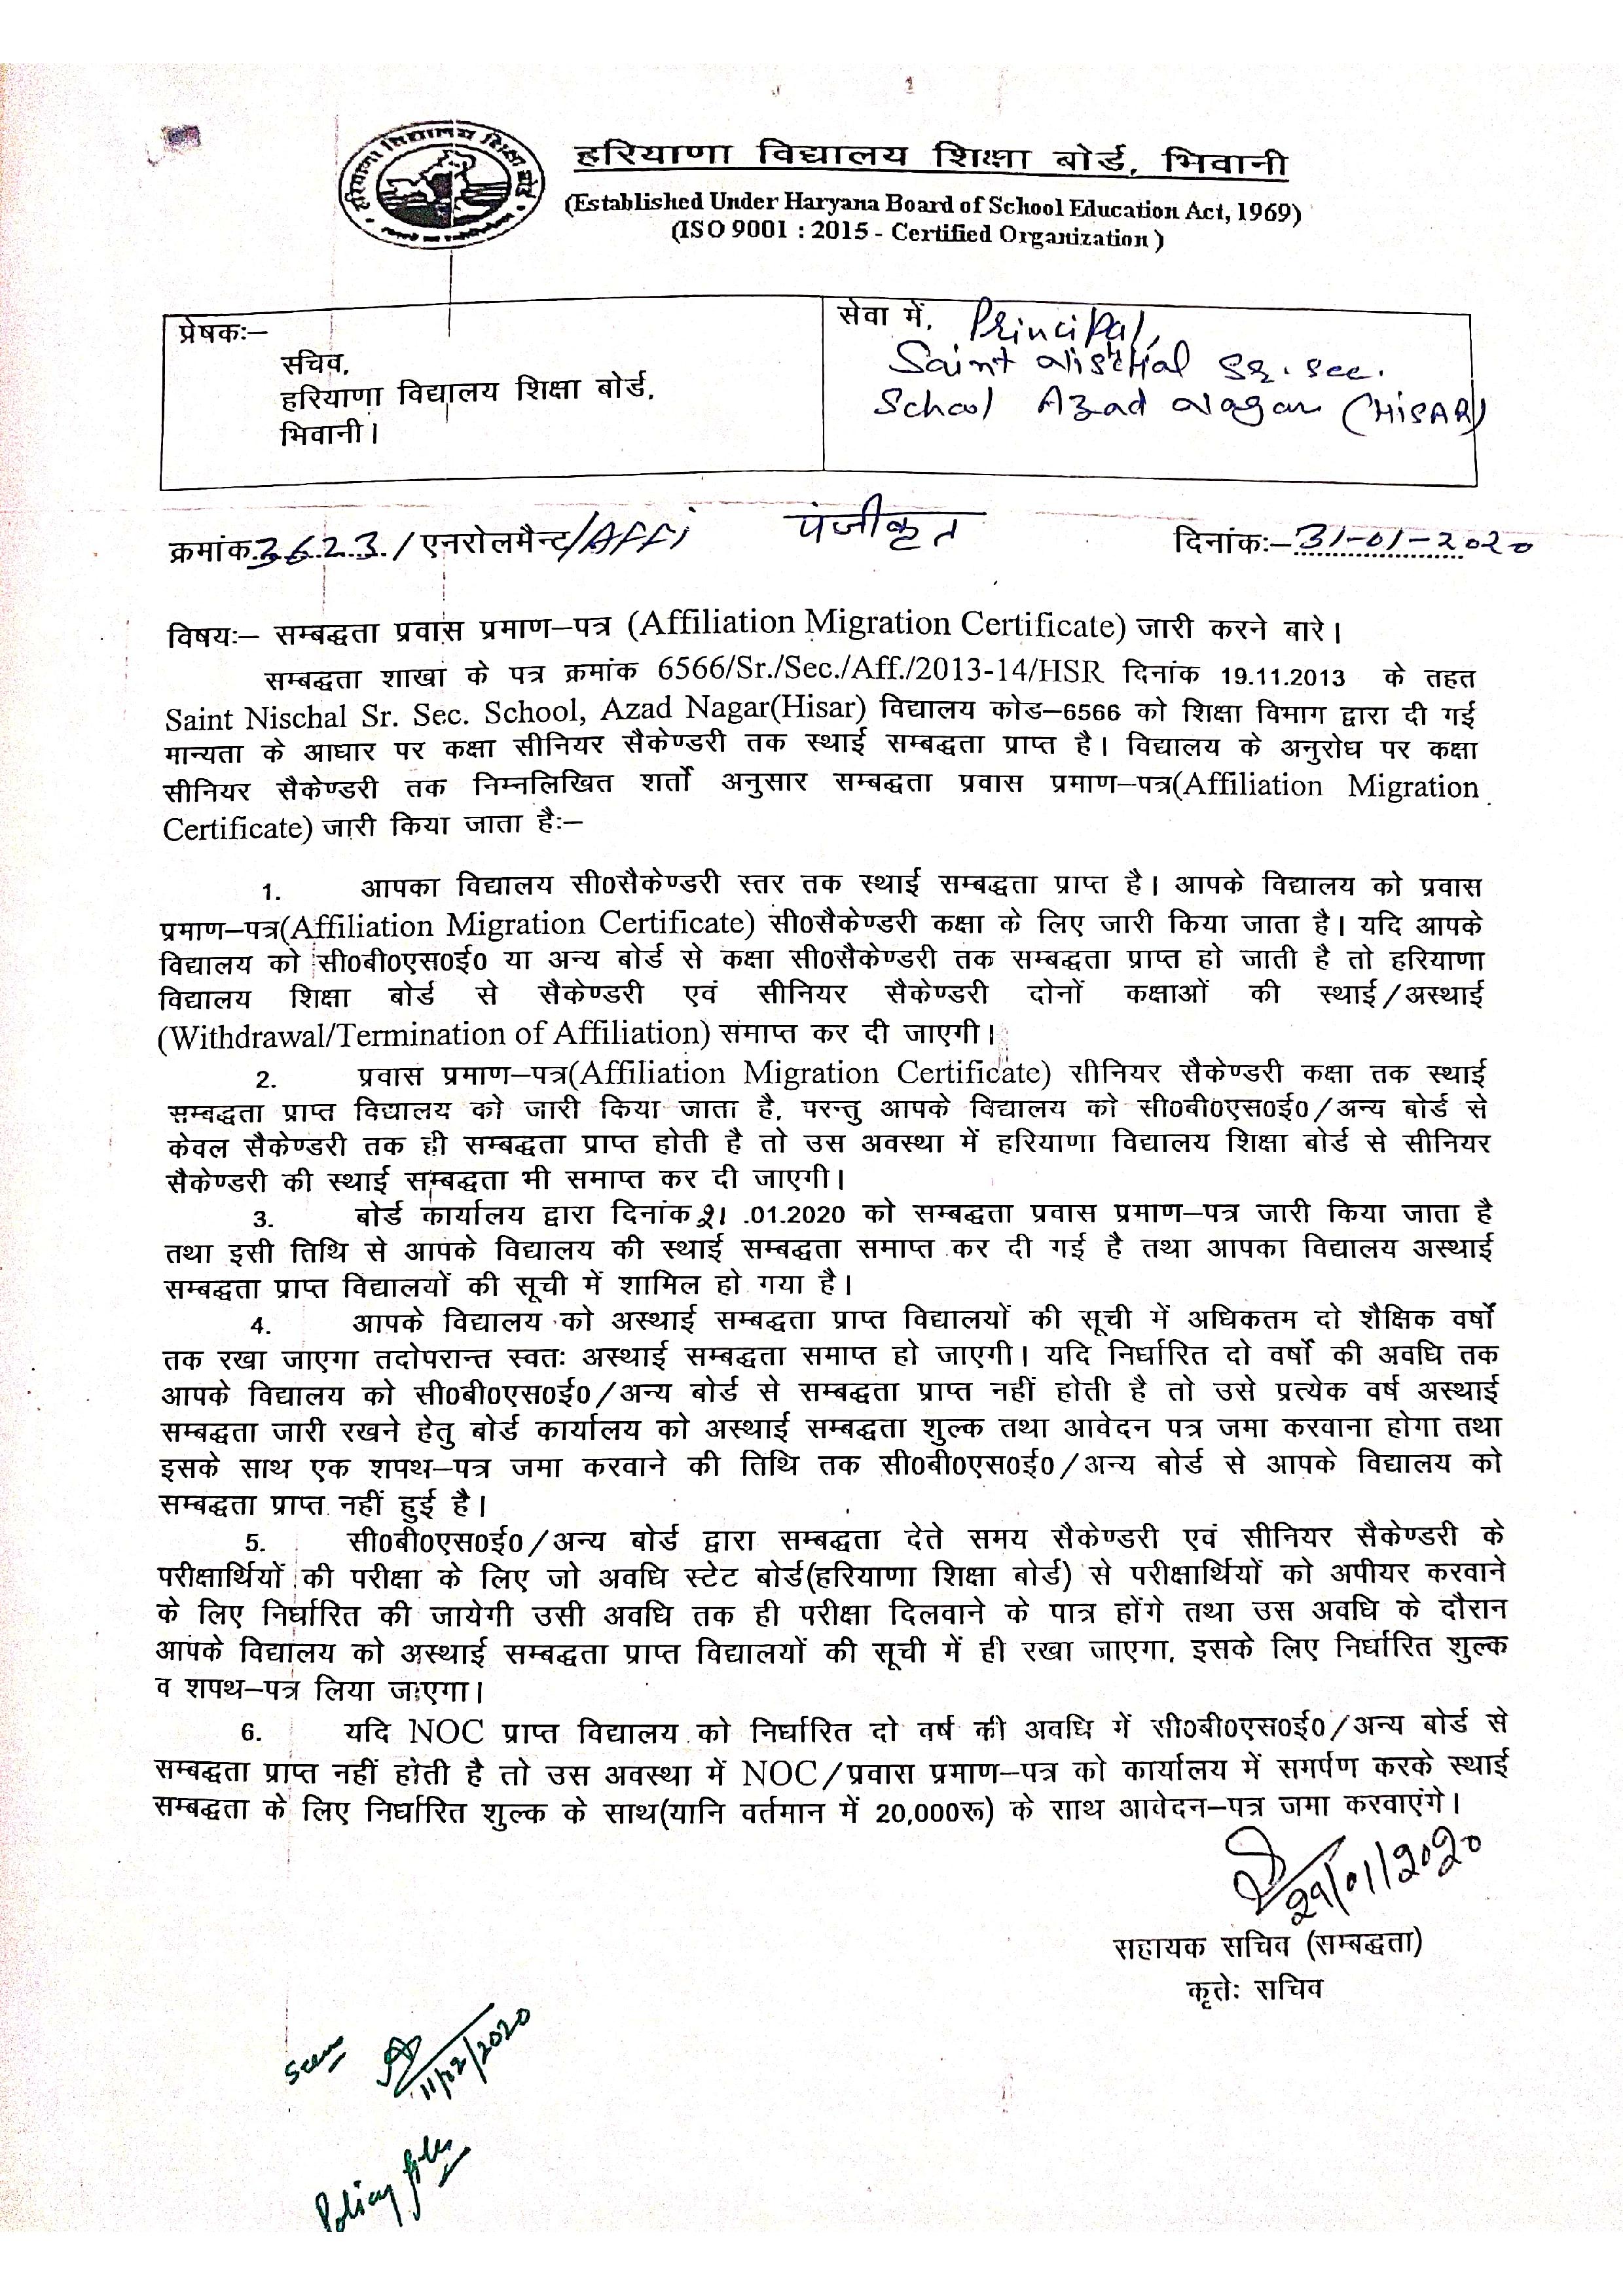 हरियाणा विद्यालय शिक्षा बोर्ड, भिवानी
(Established Under Haryana Board of School Education Act, 1969)
(ISO 9001 : 2015 - Certified Organization )
प्रेषकः–
सचिव,
हरियाणा विद्यालय शिक्षा बोर्ड,
भिवानी।
सेवा में, Principal,
Saint Nischal Sr. Sec.
School Azad Nagar (HISAR)
क्रमांक 3623 / एनरोलमैन्ट/Affi पंजीकृत दिनांकः– 31-01-2020
विषयः– सम्बद्धता प्रवास प्रमाण–पत्र (Affiliation Migration Certificate) जारी करने बारे।
सम्बद्धता शाखा के पत्र क्रमांक 6566/Sr./Sec./Aff./2013-14/HSR दिनांक 19.11.2013 के तहत
Saint Nischal Sr. Sec. School, Azad Nagar(Hisar) विद्यालय कोड–6566 को शिक्षा विभाग द्वारा दी गई
मान्यता के आधार पर कक्षा सीनियर सैकेण्डरी तक स्थाई सम्बद्धता प्राप्त है। विद्यालय के अनुरोध पर कक्षा
सीनियर सैकेण्डरी तक निम्नलिखित शर्तो अनुसार सम्बद्धता प्रवास प्रमाण–पत्र(Affiliation Migration
Certificate) जारी किया जाता हैः–
1. आपका विद्यालय सी0सैकेण्डरी स्तर तक स्थाई सम्बद्धता प्राप्त है। आपके विद्यालय को प्रवास
प्रमाण–पत्र(Affiliation Migration Certificate) सी0सैकेण्डरी कक्षा के लिए जारी किया जाता है। यदि आपके
विद्यालय को सी0बी0एस0ई0 या अन्य बोर्ड से कक्षा सी0सैकेण्डरी तक सम्बद्धता प्राप्त हो जाती है तो हरियाणा
विद्यालय शिक्षा बोर्ड से सैकेण्डरी एवं सीनियर सैकेण्डरी दोनों कक्षाओं की स्थाई/अस्थाई
(Withdrawal/Termination of Affiliation) समाप्त कर दी जाएगी।
2. प्रवास प्रमाण–पत्र(Affiliation Migration Certificate) सीनियर सैकेण्डरी कक्षा तक स्थाई
सम्बद्धता प्राप्त विद्यालय को जारी किया जाता है, परन्तु आपके विद्यालय को सी0बी0एस0ई0/अन्य बोर्ड से
केवल सैकेण्डरी तक ही सम्बद्धता प्राप्त होती है तो उस अवस्था में हरियाणा विद्यालय शिक्षा बोर्ड से सीनियर
सैकेण्डरी की स्थाई सम्बद्धता भी समाप्त कर दी जाएगी।
3. बोर्ड कार्यालय द्वारा दिनांक .01.2020 को सम्बद्धता प्रवास प्रमाण–पत्र जारी किया जाता है
तथा इसी तिथि से आपके विद्यालय की स्थाई सम्बद्धता समाप्त कर दी गई है तथा आपका विद्यालय अस्थाई
सम्बद्धता प्राप्त विद्यालयों की सूची में शामिल हो गया है।
4. आपके विद्यालय को अस्थाई सम्बद्धता प्राप्त विद्यालयों की सूची में अधिकतम दो शैक्षिक वर्षों
तक रखा जाएगा तदोपरान्त स्वतः अस्थाई सम्बद्धता समाप्त हो जाएगी। यदि निर्धारित दो वर्षों की अवधि तक
आपके विद्यालय को सी0बी0एस0ई0/अन्य बोर्ड से सम्बद्धता प्राप्त नहीं होती है तो उसे प्रत्येक वर्ष अस्थाई
सम्बद्धता जारी रखने हेतु बोर्ड कार्यालय को अस्थाई सम्बद्धता शुल्क तथा आवेदन पत्र जमा करवाना होगा तथा
इसके साथ एक शपथ–पत्र जमा करवाने की तिथि तक सी0बी0एस0ई0/अन्य बोर्ड से आपके विद्यालय को
सम्बद्धता प्राप्त नहीं हुई है।
5. सी0बी0एस0ई0/अन्य बोर्ड द्वारा सम्बद्धता देते समय सैकेण्डरी एवं सीनियर सैकेण्डरी के
परीक्षार्थियों की परीक्षा के लिए जो अवधि स्टेट बोर्ड(हरियाणा शिक्षा बोर्ड) से परीक्षार्थियों को अपीयर करवाने
के लिए निर्धारित की जायेगी उसी अवधि तक ही परीक्षा दिलवाने के पात्र होंगे तथा उस अवधि के दौरान
आपके विद्यालय को अस्थाई सम्बद्धता प्राप्त विद्यालयों की सूची में ही रखा जाएगा, इसके लिए निर्धारित शुल्क
व शपथ–पत्र लिया जाएगा।
6. यदि NOC प्राप्त विद्यालय को निर्धारित दो वर्ष की अवधि में सी0बी0एस0ई0/अन्य बोर्ड से
सम्बद्धता प्राप्त नहीं होती है तो उस अवस्था में NOC/प्रवास प्रमाण–पत्र को कार्यालय में समर्पण करके स्थाई
सम्बद्धता के लिए निर्धारित शुल्क के साथ(यानि वर्तमान में 20,000रू) के साथ आवेदन–पत्र जमा करवाएंगे।
29/01/2020
सहायक सचिव (सम्बद्धता)
कृत्तेः सचिव
Seen
11/02/2020
Policy file